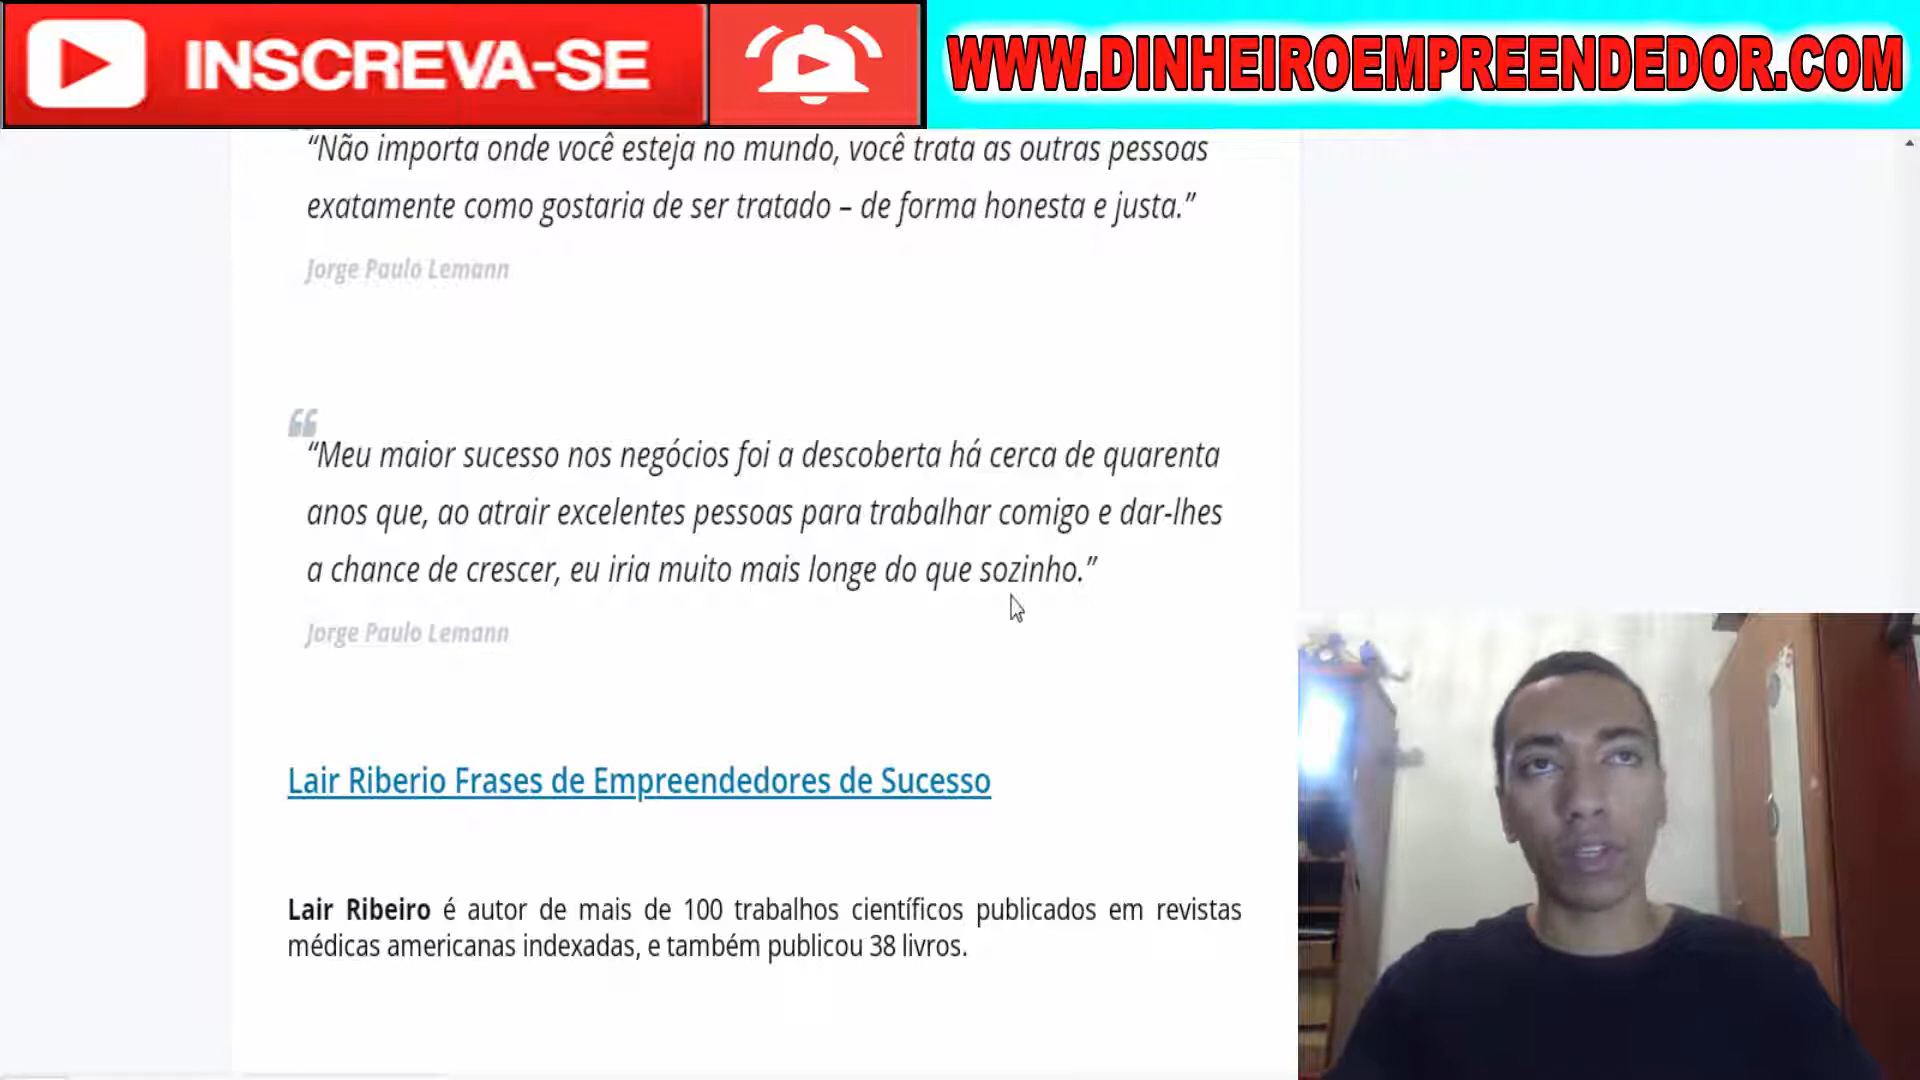 INSCREVA-SE
WWW.DINHEIROEMPREENDEDOR.COM
“Não importa onde você esteja no mundo, você trata as outras pessoas
exatamente como gostaria de ser tratado – de forma honesta e justa.”
Jorge Paulo Lemann
“Meu maior sucesso nos negócios foi a descoberta há cerca de quarenta
anos que, ao atrair excelentes pessoas para trabalhar comigo e dar-lhes
a chance de crescer, eu iria muito mais longe do que sozinho.”
Jorge Paulo Lemann
Lair Riberio Frases de Empreendedores de Sucesso
Lair Ribeiro é autor de mais de 100 trabalhos científicos publicados em revistas
médicas americanas indexadas, e também publicou 38 livros.